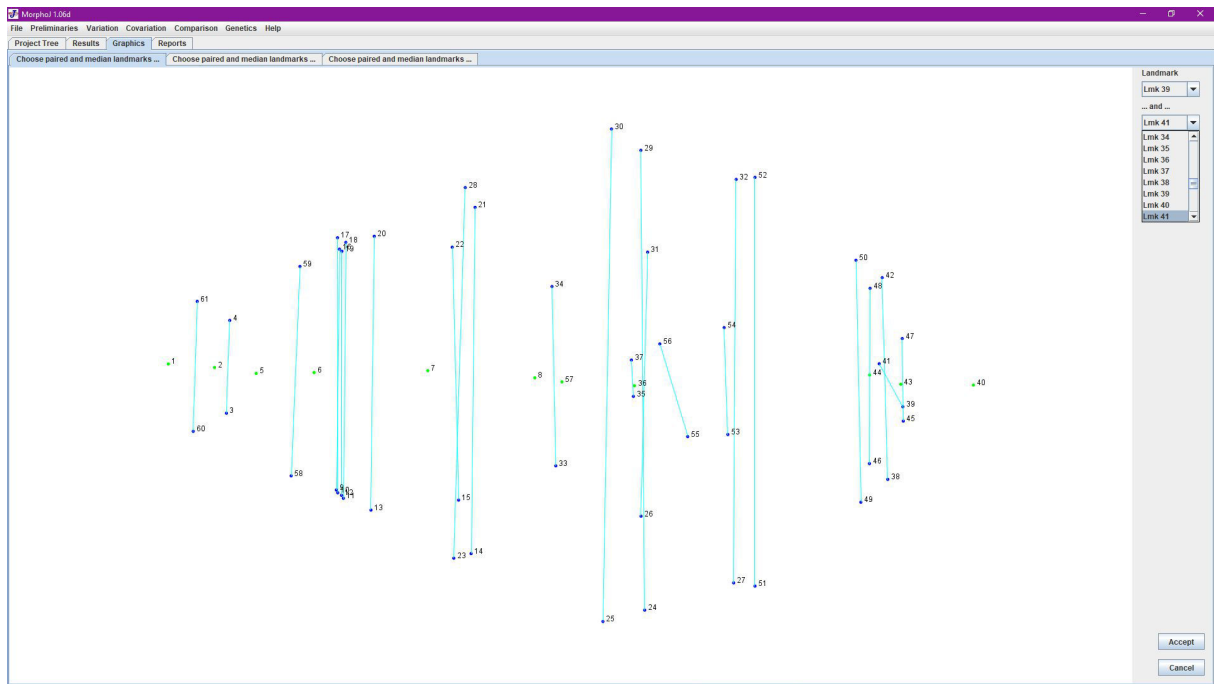 MorphoJ 1.06d
File Preliminaries Variation Covariation Comparison Genetics Help
Project Tree Results Graphics Reports
Choose paired and median landmarks ... Choose paired and median landmarks ... Choose paired and median landmarks ...
Landmark
Lmk 39
... and ...
Lmk 41
Lmk 34
Lmk 35
Lmk 36
Lmk 37
Lmk 38
Lmk 39
Lmk 40
Lmk 41
30
29
32 52
28
21
17 18 20
19
22
31
59
50
42
48
34
61
4
54
47
56
1
2
5
6
7
8
57
37
36
41
44
43
40
35
39
3
45
60
55
53
33
46
58
38
9
10
12
11
15
49
13
26
14
23
27
51
24
25
Accept
Cancel